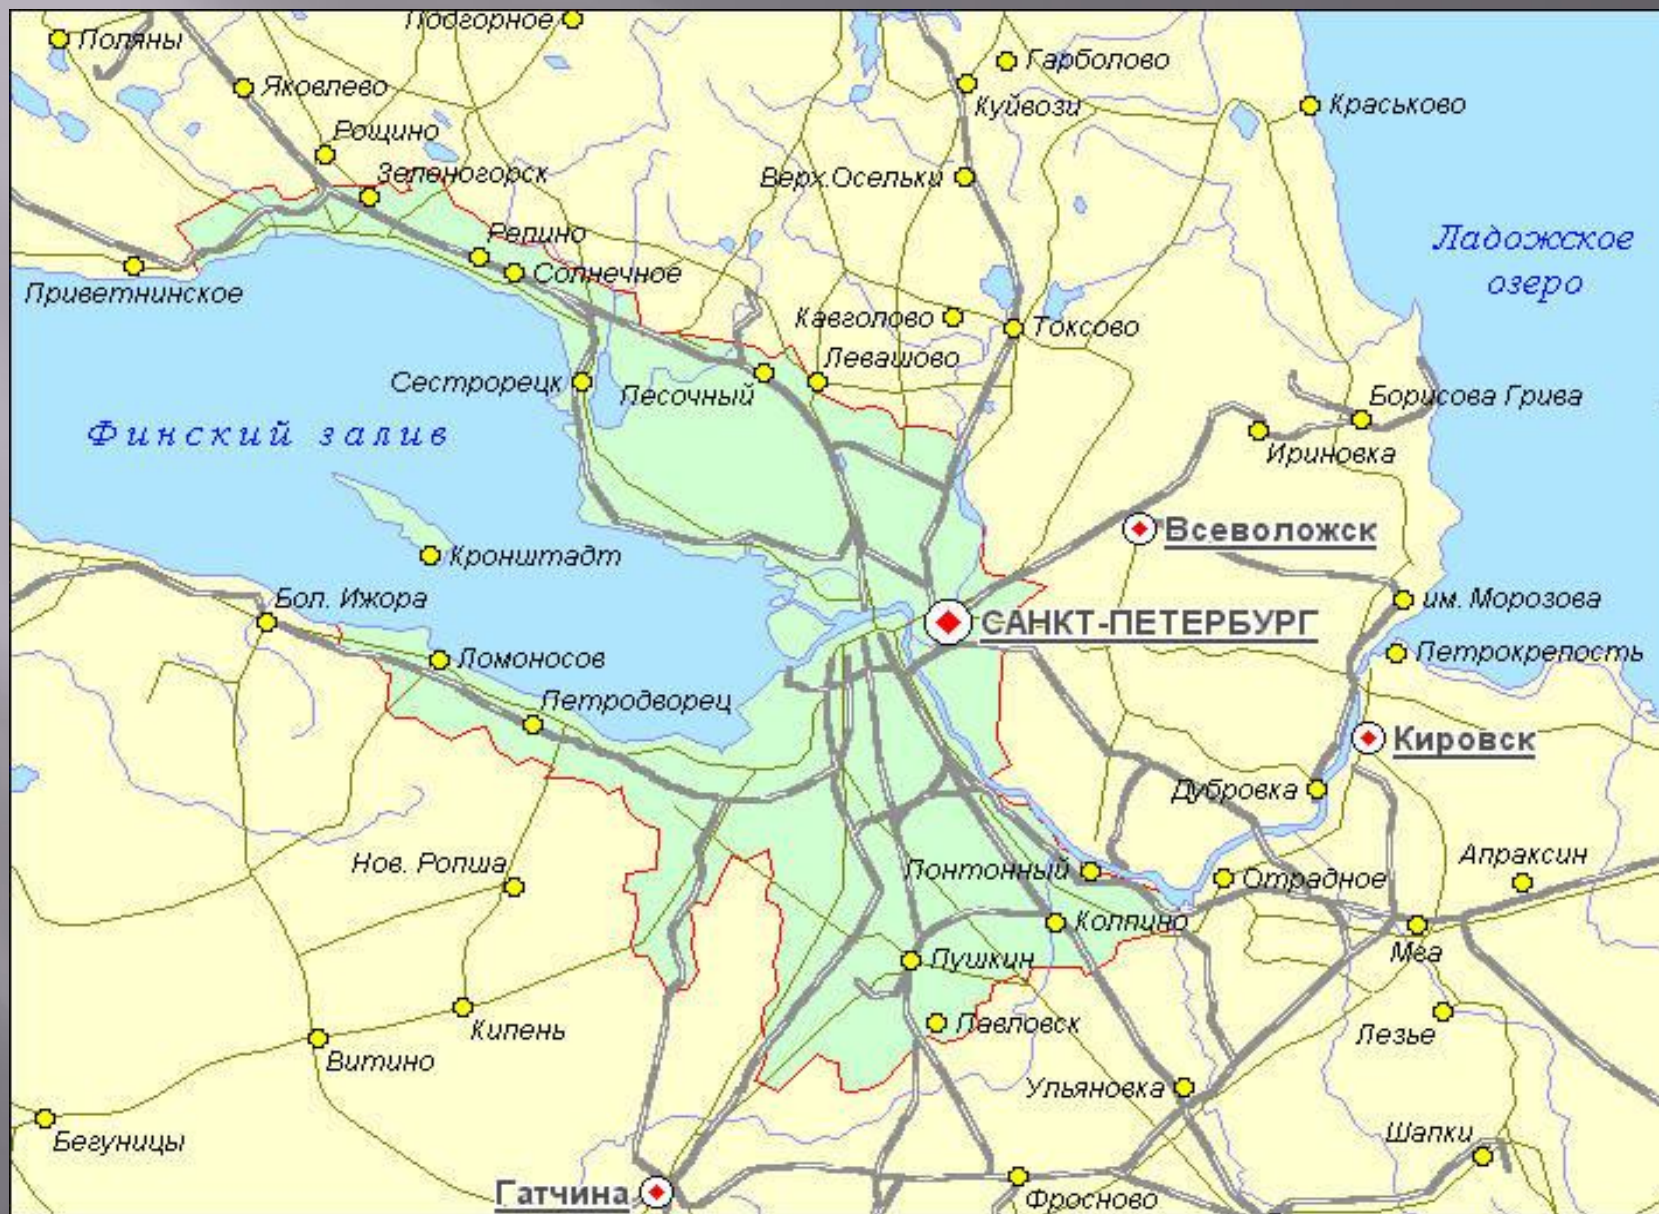 Подгорное
Поляны
Гарболово
Яковлево
Куйвози
Краськово
Рощино
Зеленогорск
Верх.Осельки
Репино
Ладожское
озеро
Солнечное
Приветнинское
Кавголово
Токсово
Левашово
Сестрорецк
Песочный
Борисова Грива
Финский залив
Ириновка
Всеволожск
Кронштадт
Бол. Ижора
им. Морозова
САНКТ-ПЕТЕРБУРГ
Ломоносов
Петрокрепость
Петродворец
Кировск
Дубровка
Нов. Ропша
Понтонный
Отрадное
Апраксин
Колпино
Мга
Пушкин
Кипень
Павловск
Лезье
Витино
Ульяновка
Бегуницы
Шапки
Гатчина
Фросново